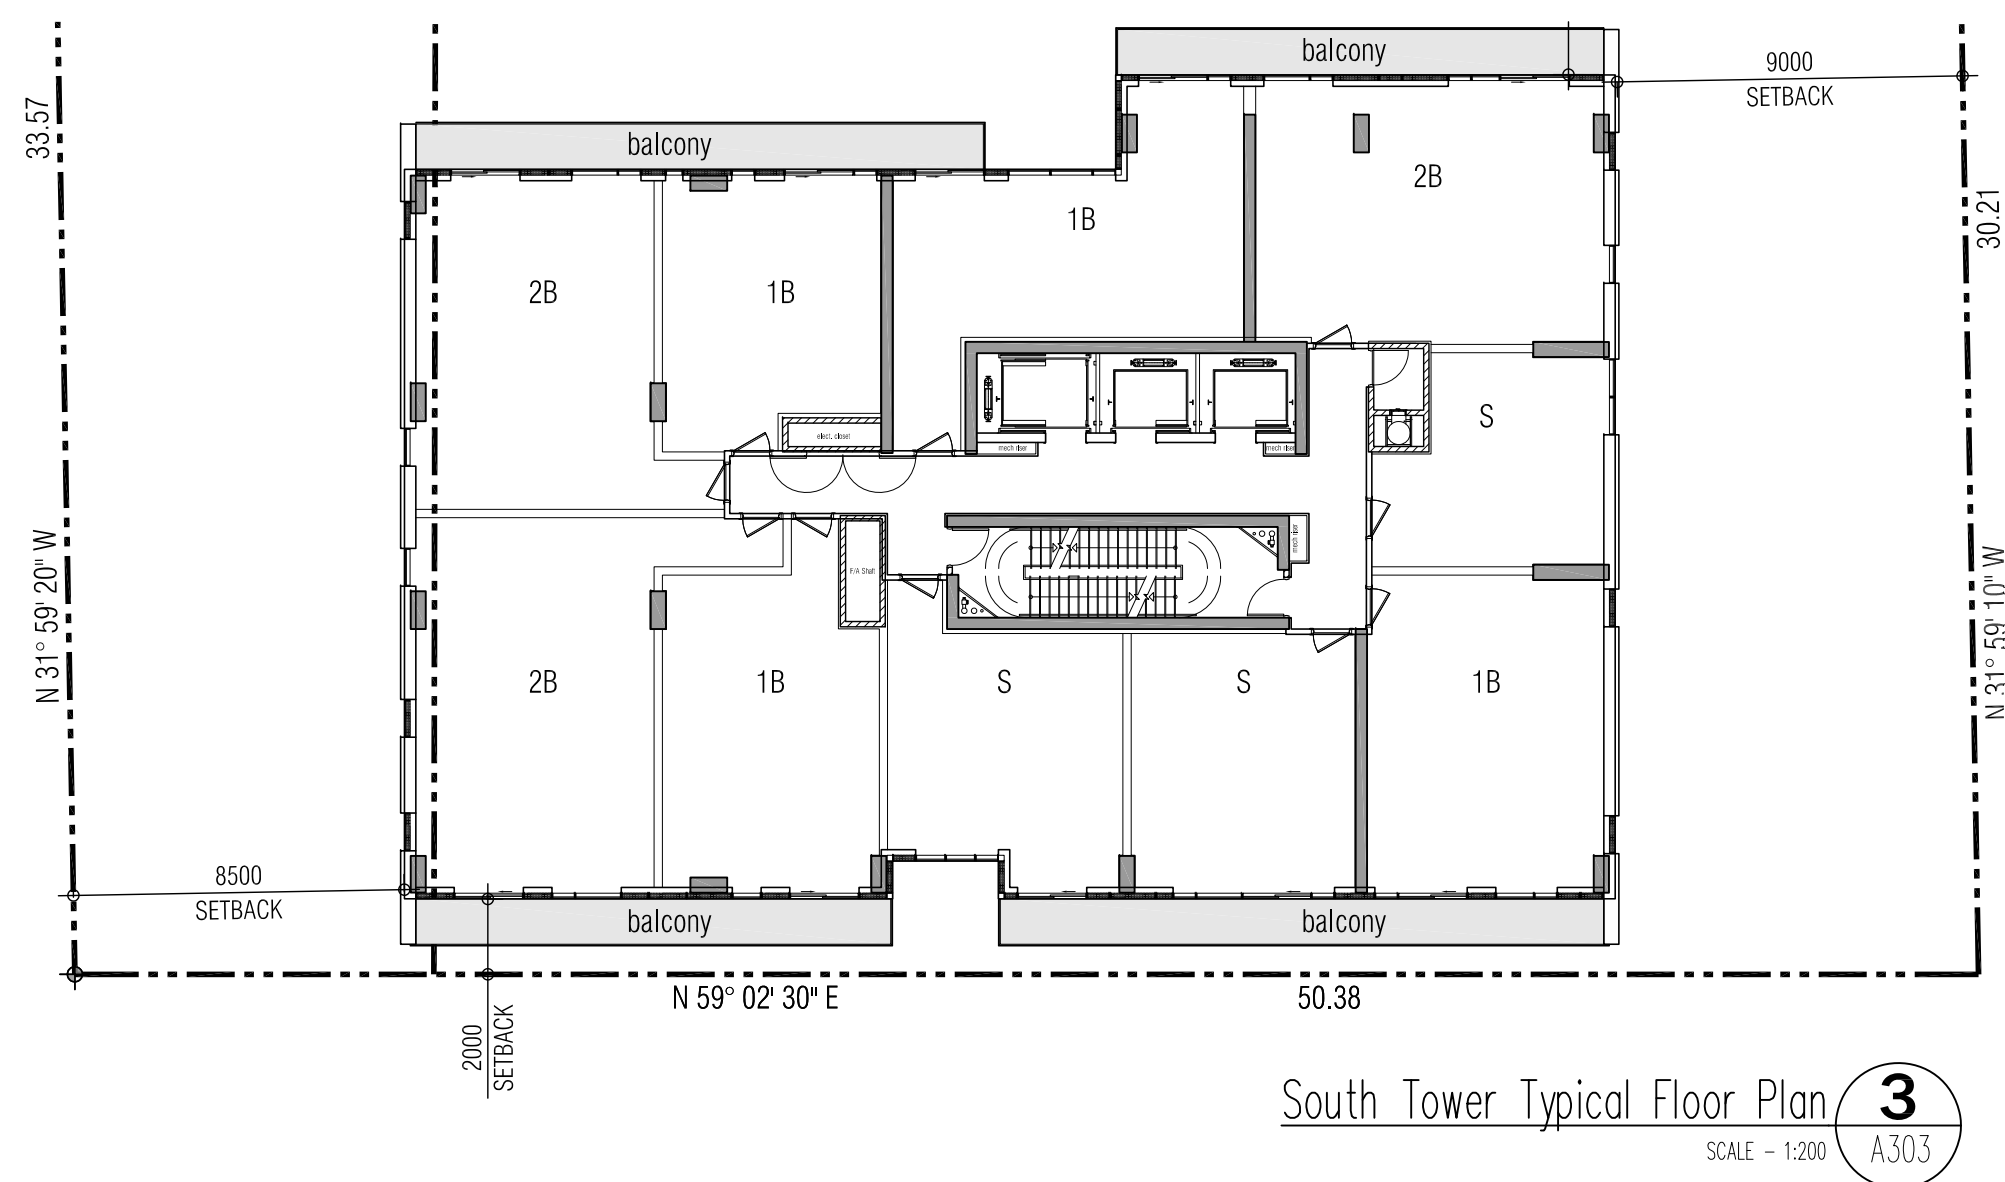 balcony
9000
SETBACK
33.57
balcony
2B
30.21
1B
2B
1B
S
elect. closet
mech riser
mech riser
mech riser
F/A Shaft
N 31° 59' 20" W
N 31° 59' 10" W
2B
1B
S
S
1B
8500
SETBACK
balcony
balcony
N 59° 02' 30" E
50.38
2000
SETBACK
South Tower Typical Floor Plan
3
SCALE - 1:200
A303